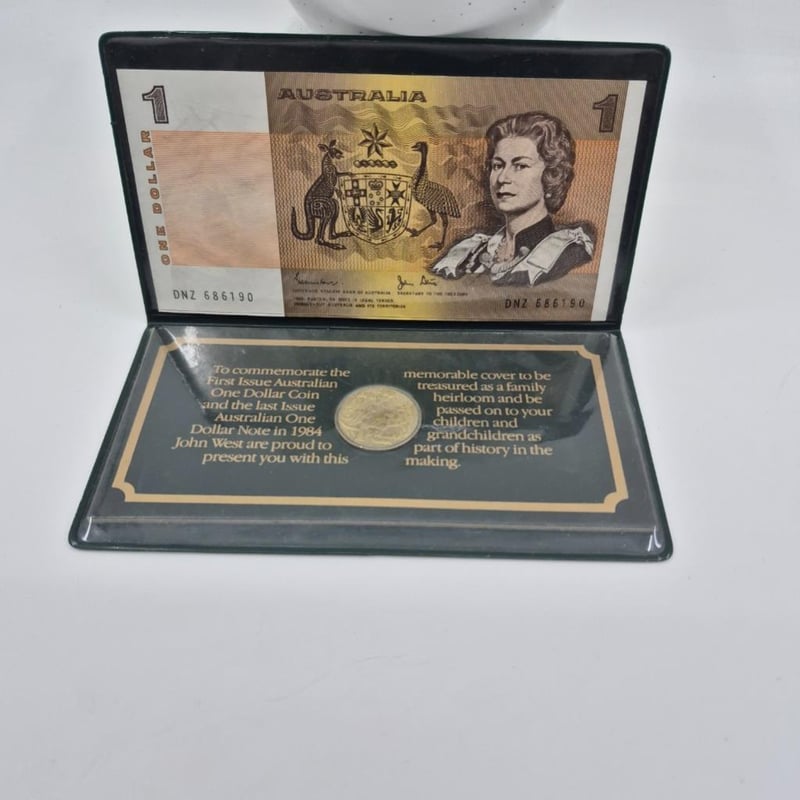 1
AUSTRALIA
1
ONE DOLLAR
DNZ 686190
DNZ 686190
To commemorate the
First Issue Australian
One Dollar Coin
and the last Issue
Australian One
Dollar Note in 1984
John West are proud to
present you with this
memorable cover to be
treasured as a family
heirloom and be
passed on to your
children and
grandchildren as
part of history in the
making.